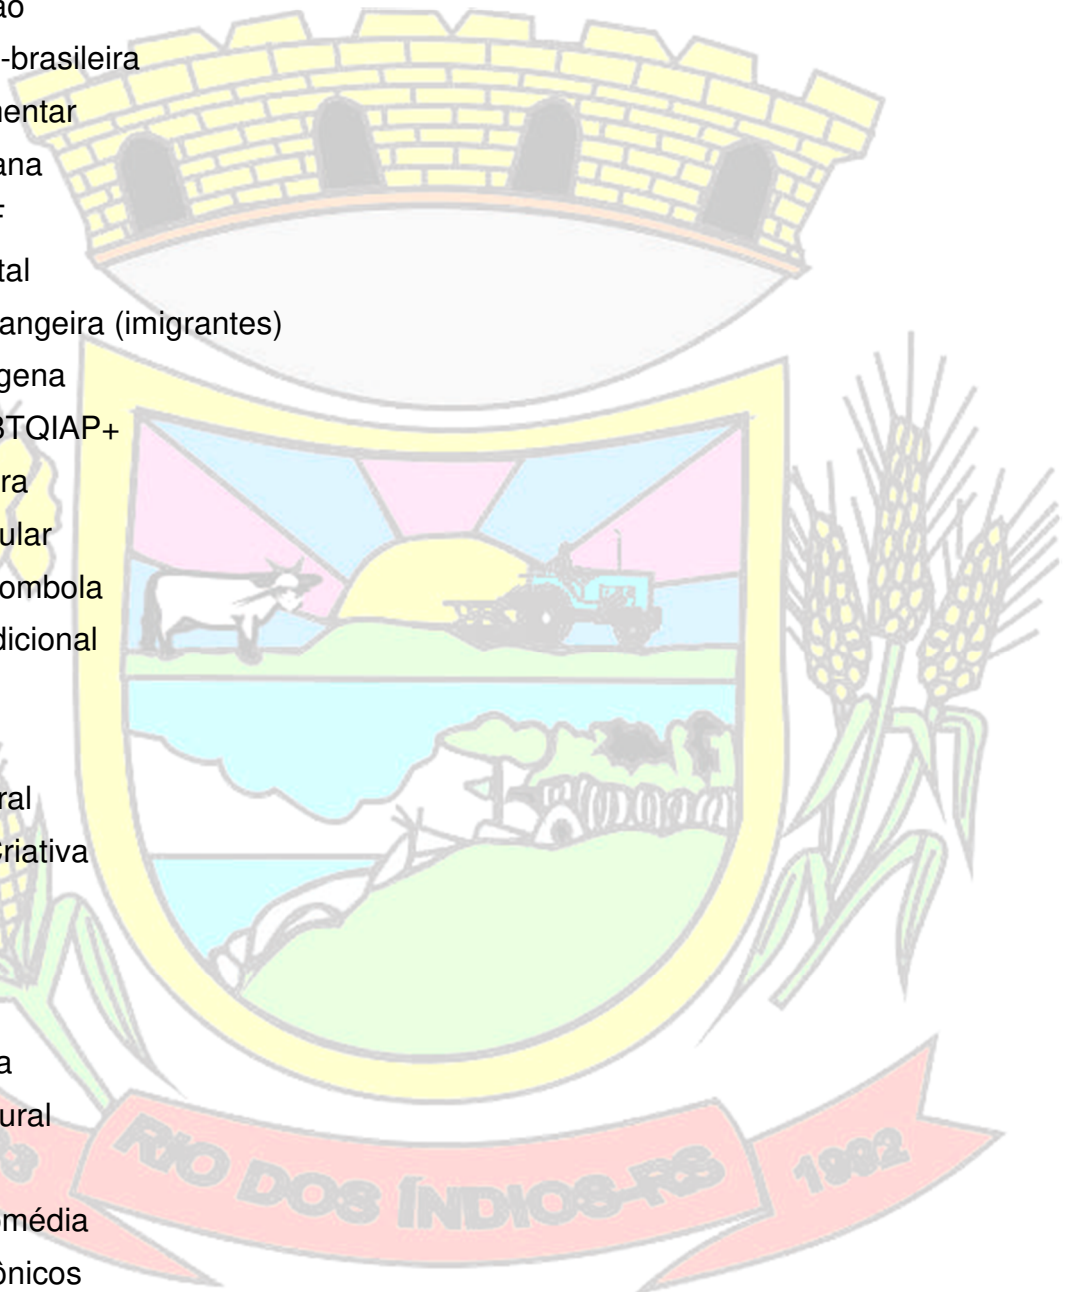 ão
-brasileira
nentar
ana
tal
angeira (imigrantes)
gena
BTQIAP+
ra
ular
ombola
dicional
ral
Criativa
a
ural
omédia
ônicos
RIO DOS ÍNDIOS-RS
1992